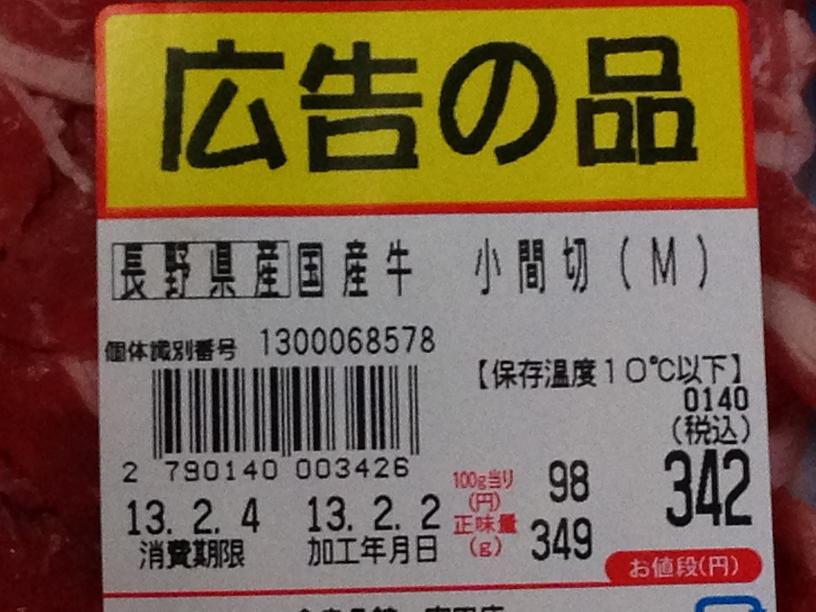 広告の品
長野県産国産牛 小間切(M)
個体識別番号 1300068578
【保存温度10℃以下】
0140
(税込)
2 790140 003426
100g当り(円) 98
342
13. 2. 4 13. 2. 2
正味量(g) 349
消費期限 加工年月日
お値段(円)